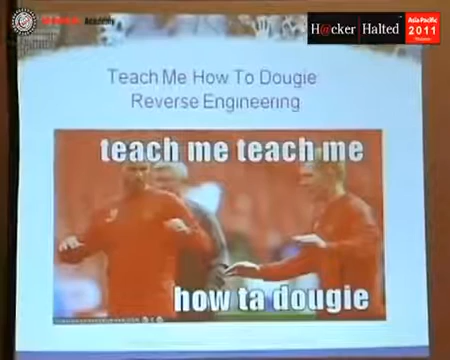 Academy
H@cker Halted
Asia Pacific
2011
Teach Me How To Dougie
Reverse Engineering
teach me teach me
how ta dougie